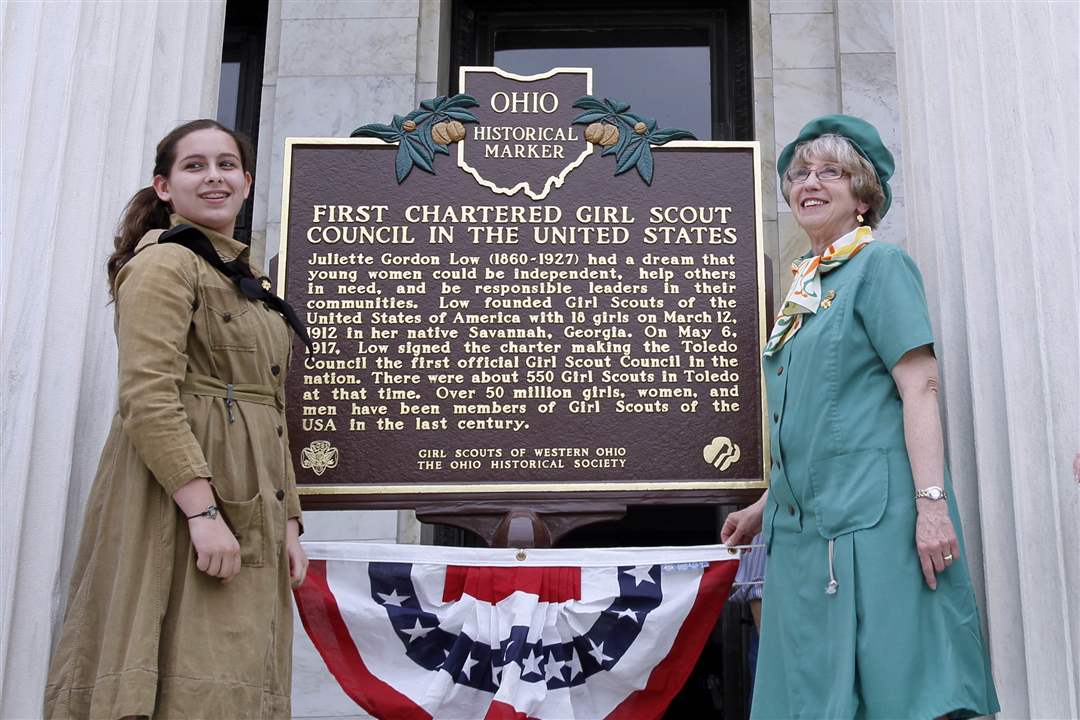 OHIO
HISTORICAL
MARKER
FIRST CHARTERED GIRL SCOUT
COUNCIL IN THE UNITED STATES
Juliette Gordon Low (1860-1927) had a dream that
young women could be independent, help others
in need, and be responsible leaders in their
communities. Low founded Girl Scouts of the
United States of America with 18 girls on March 12,
1912 in her native Savannah, Georgia. On May 6,
1917, Low signed the charter making the Toledo
Council the first official Girl Scout Council in the
nation. There were about 550 Girl Scouts in Toledo
at that time. Over 50 million girls, women, and
men have been members of Girl Scouts of the
USA in the last century.
GIRL SCOUTS OF WESTERN OHIO
THE OHIO HISTORICAL SOCIETY